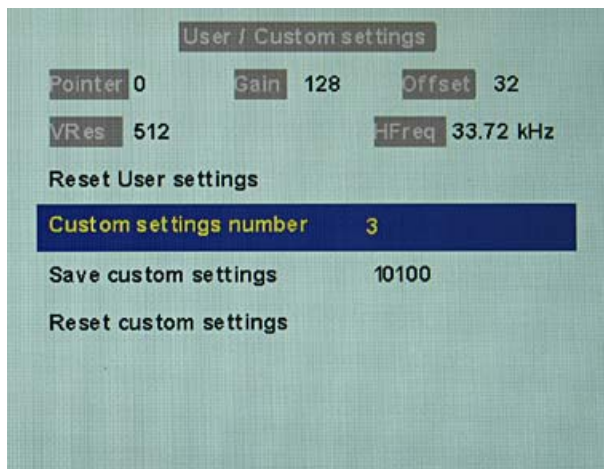 User / Custom settings
Pointer 0 Gain 128 Offset 32
VRes 512 HFreq 33.72 kHz
Reset User settings
Custom settings number 3
Save custom settings 10100
Reset custom settings